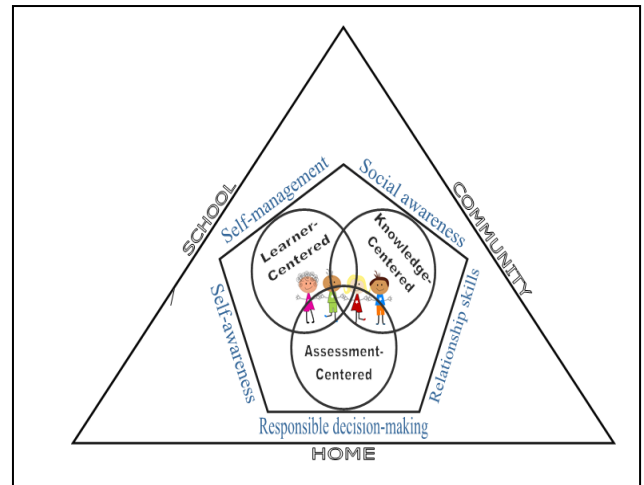 SCHOOL
COMMUNITY
Self-management
Social awareness
Learner-
Centered
Knowledge-
Centered
Self-awareness
Relationship skills
Assessment-
Centered
Responsible decision-making
HOME